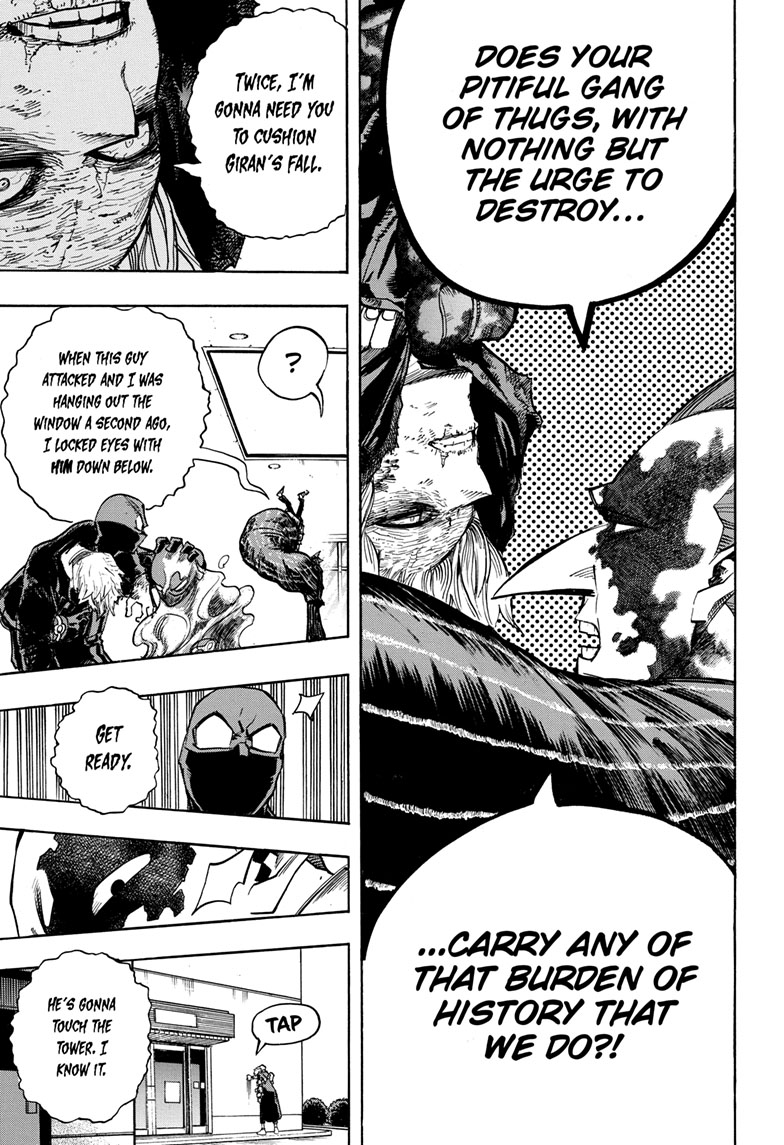 DOES YOUR
PITIFUL GANG
OF THUGS, WITH
NOTHING BUT
THE URGE TO
DESTROY...
...CARRY ANY OF
THAT BURDEN OF
HISTORY THAT
WE DO?!
TWICE, I'M
GONNA NEED YOU
TO CUSHION
GIRAN'S FALL.
?
WHEN THIS GUY
ATTACKED AND I WAS
HANGING OUT THE
WINDOW A SECOND AGO,
I LOCKED EYES WITH
HIM DOWN BELOW.
GET
READY.
TAP
HE'S GONNA
TOUCH THE
TOWER. I
KNOW IT.